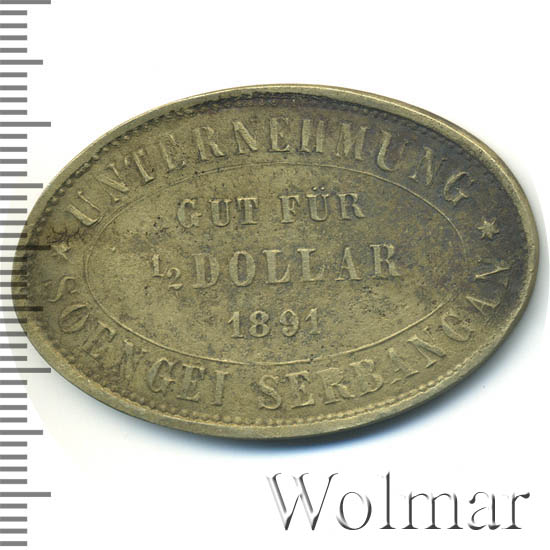 UNTERNEHMUNG
GUT FÜR
1/2 DOLLAR
1891
SOENGEI SERBANGAN
Wolmar